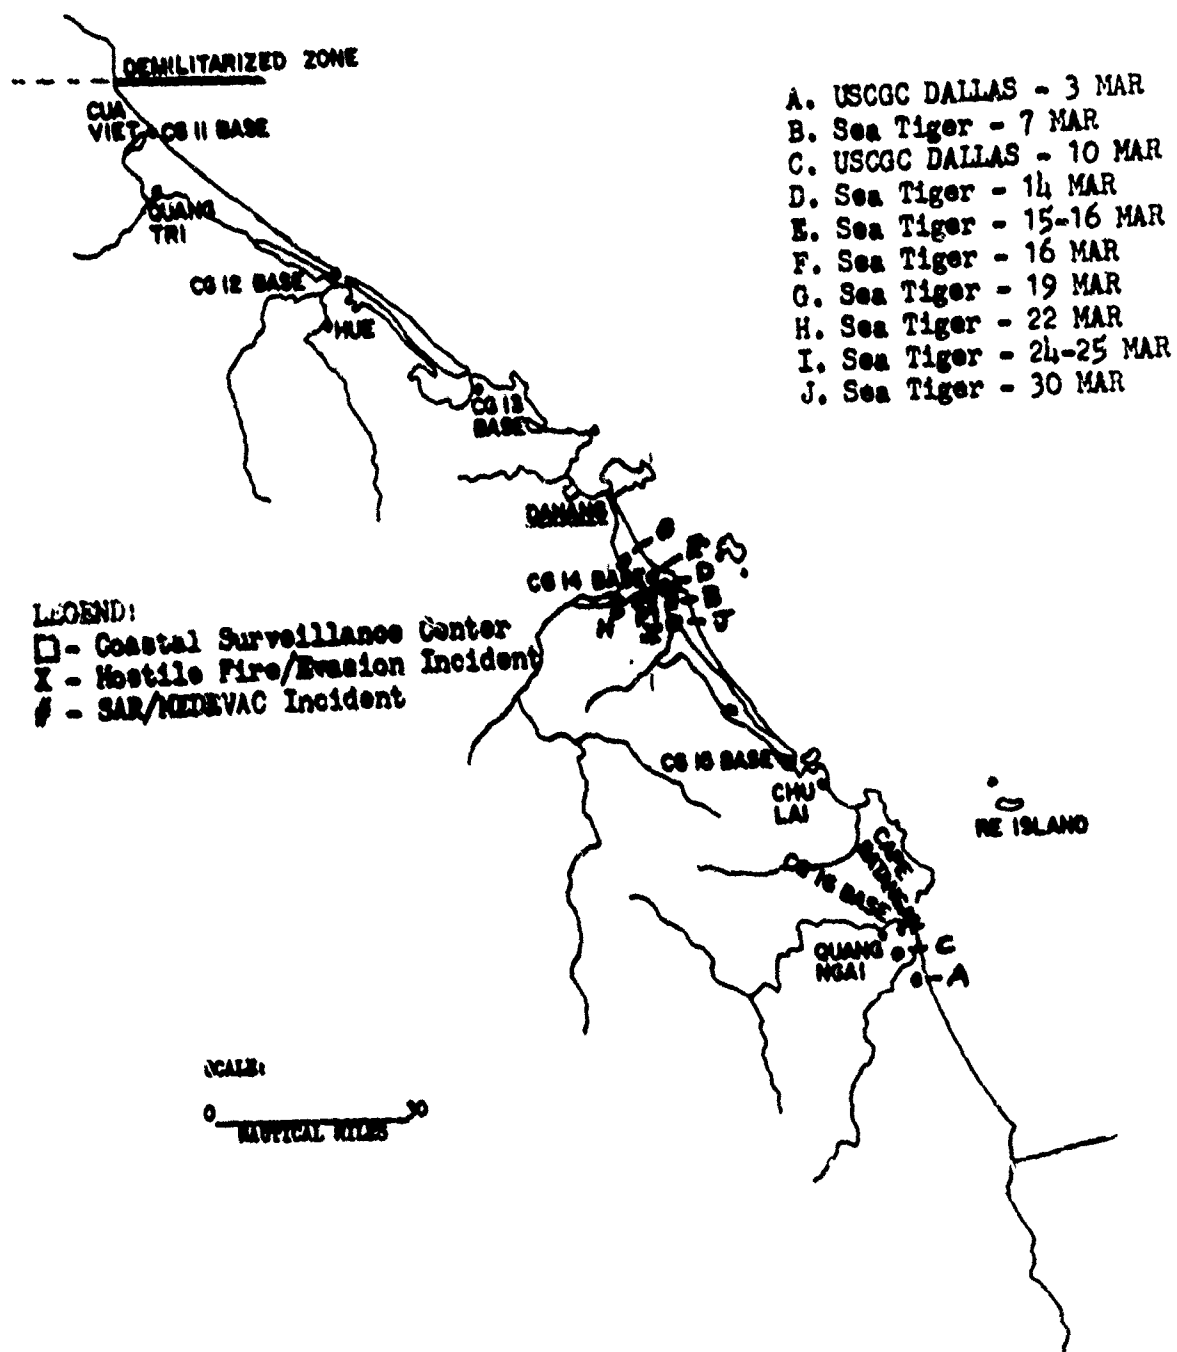 DEMILITARIZED ZONE
CUA
VIET
CG 11 BASE
QUANG
TRI
CG 12 BASE
HUE
CG 13
BASE
DANANG
A. USCGC DALLAS - 3 MAR
B. Sea Tiger - 7 MAR
C. USCGC DALLAS - 10 MAR
D. Sea Tiger - 14 MAR
E. Sea Tiger - 15-16 MAR
F. Sea Tiger - 16 MAR
G. Sea Tiger - 19 MAR
H. Sea Tiger - 22 MAR
I. Sea Tiger - 24-25 MAR
J. Sea Tiger - 30 MAR
E
CG 14 BASE
D
B
H
J
LEGEND:
□ - Coastal Surveillance Center
X - Hostile Fire/Evasion Incident
# - SAR/MEDEVAC Incident
CG 15 BASE
CHU
LAI
RE ISLAND
CAPE
CG 16 BASE
QUANG
NGAI
C
A
SCALE:
0 30
NAUTICAL MILES